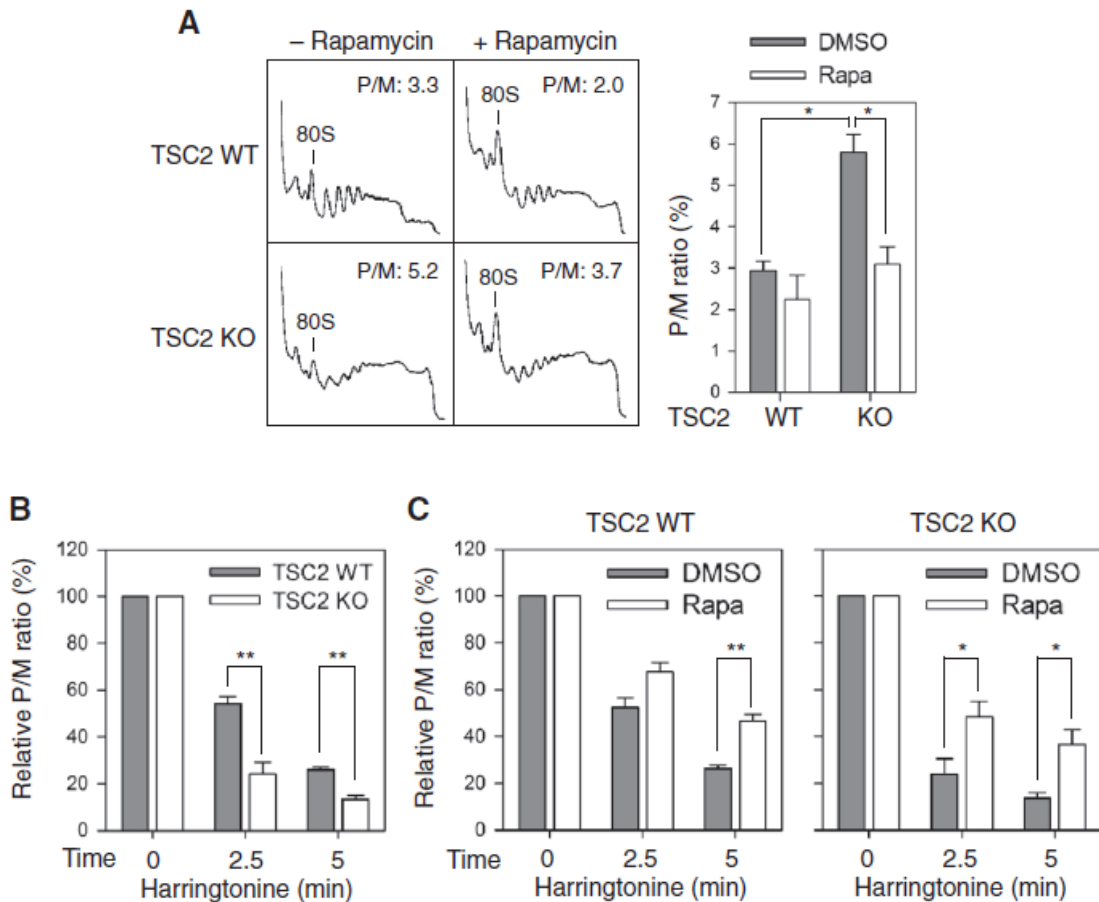 A
– Rapamycin + Rapamycin
DMSO
Rapa
TSC2 WT
P/M: 3.3
80S
P/M: 2.0
80S
TSC2 KO
P/M: 5.2
80S
P/M: 3.7
80S
P/M ratio (%)
7
6
5
4
3
2
1
0
* *
TSC2 WT KO
B
Relative P/M ratio (%)
120
100
80
60
40
20
0
TSC2 WT
TSC2 KO
** **
Time 0 2.5 5
Harringtonine (min)
C
TSC2 WT
Relative P/M ratio (%)
120
100
80
60
40
20
0
DMSO
Rapa
**
Time 0 2.5 5
Harringtonine (min)
TSC2 KO
DMSO
Rapa
* *
0 2.5 5
Harringtonine (min)